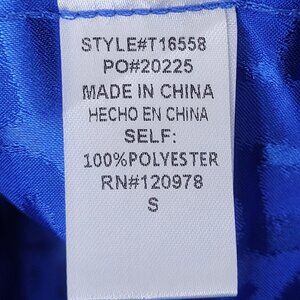 STYLE#T16558
PO#20225
MADE IN CHINA
HECHO EN CHINA
SELF:
100%POLYESTER
RN#120978
S